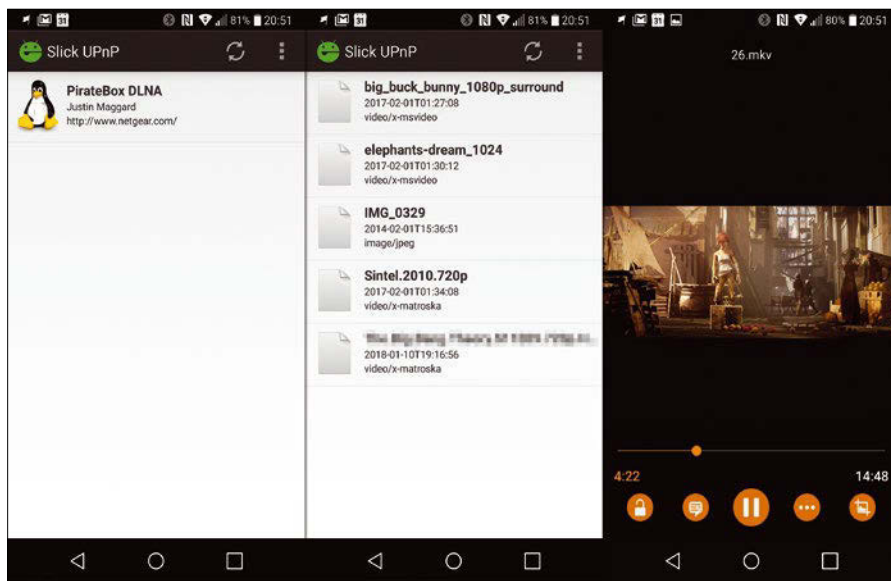 81% 20:51
Slick UPnP
PirateBox DLNA
Justin Maggard
http://www.netgear.com/
31 81% 20:51
Slick UPnP
big_buck_bunny_1080p_surround
2017-02-01T01:27:08
video/x-msvideo
elephants-dream_1024
2017-02-01T01:30:12
video/x-msvideo
IMG_0329
2014-02-01T15:36:51
image/jpeg
Sintel.2010.720p
2017-02-01T01:34:08
video/x-matroska
2018-01-10T19:16:56
video/x-matroska
31 80% 20:51
26.mkv
4:22 14:48